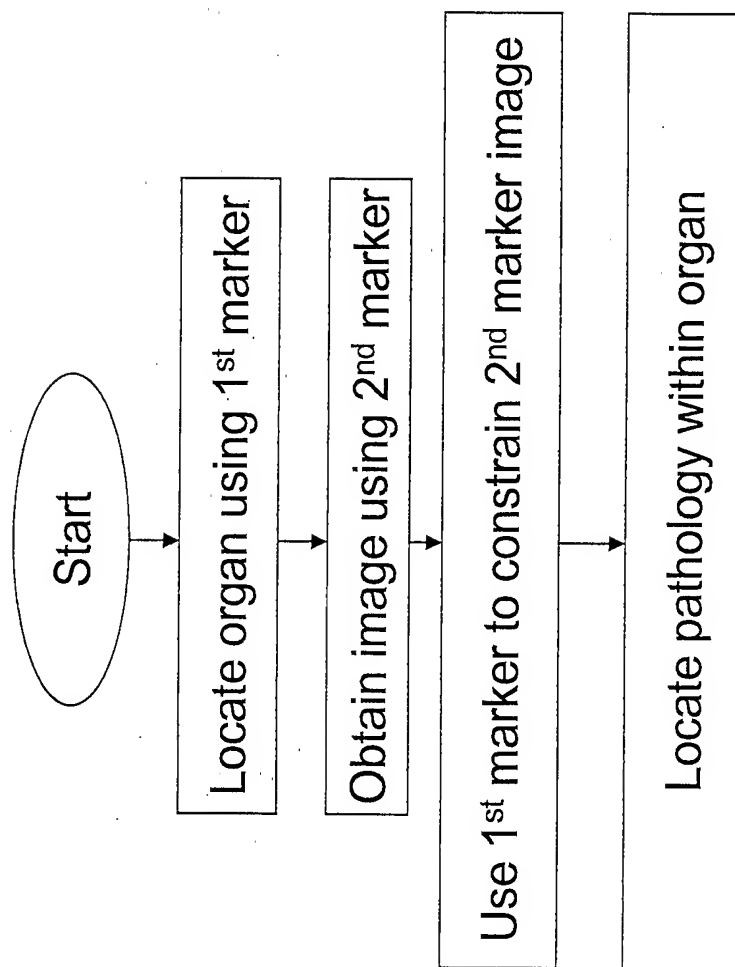 Start
Locate organ using 1st marker
Obtain image using 2nd marker
Use 1st marker to constrain 2nd marker image
Locate pathology within organ